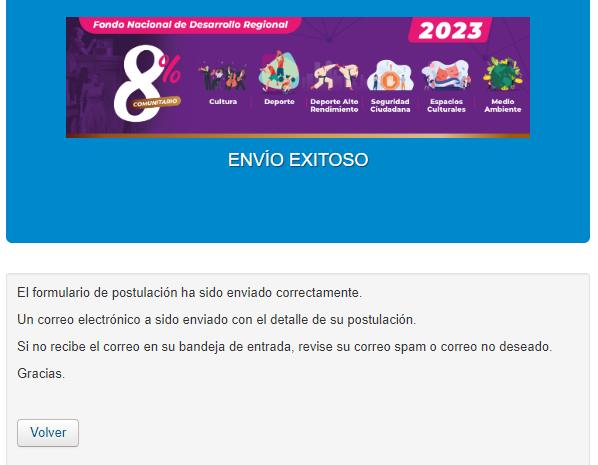 Fondo Nacional de Desarrollo Regional
2023
8%
COMUNITARIO
Cultura
Deporte
Deporte Alto
Rendimiento
Seguridad
Ciudadana
Espacios
Culturales
Medio
Ambiente
ENVÍO EXITOSO
El formulario de postulación ha sido enviado correctamente.
Un correo electrónico a sido enviado con el detalle de su postulación.
Si no recibe el correo en su bandeja de entrada, revise su correo spam o correo no deseado.
Gracias.
Volver